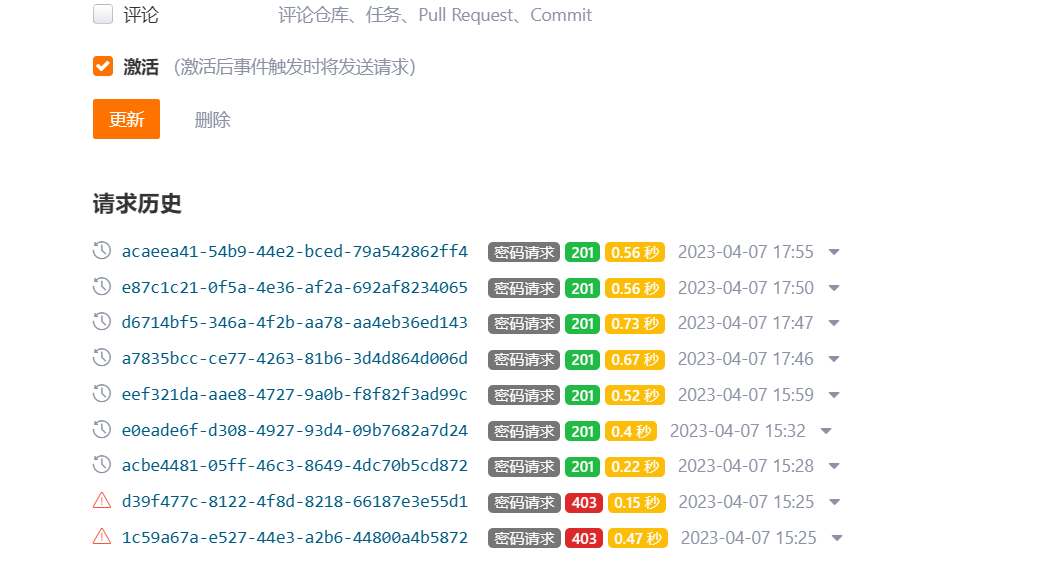 评论 评论仓库、任务、Pull Request、Commit
激活 （激活后事件触发时将发送请求）
更新 删除
请求历史
acaeea41-54b9-44e2-bced-79a542862ff4 密码请求 201 0.56 秒 2023-04-07 17:55
e87c1c21-0f5a-4e36-af2a-692af8234065 密码请求 201 0.56 秒 2023-04-07 17:50
d6714bf5-346a-4f2b-aa78-aa4eb36ed143 密码请求 201 0.73 秒 2023-04-07 17:47
a7835bcc-ce77-4263-81b6-3d4d864d006d 密码请求 201 0.67 秒 2023-04-07 17:46
eef321da-aae8-4727-9a0b-f8f82f3ad99c 密码请求 201 0.52 秒 2023-04-07 15:59
e0eade6f-d308-4927-93d4-09b7682a7d24 密码请求 201 0.4 秒 2023-04-07 15:32
acbe4481-05ff-46c3-8649-4dc70b5cd872 密码请求 201 0.22 秒 2023-04-07 15:28
d39f477c-8122-4f8d-8218-66187e3e55d1 密码请求 403 0.15 秒 2023-04-07 15:25
1c59a67a-e527-44e3-a2b6-44800a4b5872 密码请求 403 0.47 秒 2023-04-07 15:25